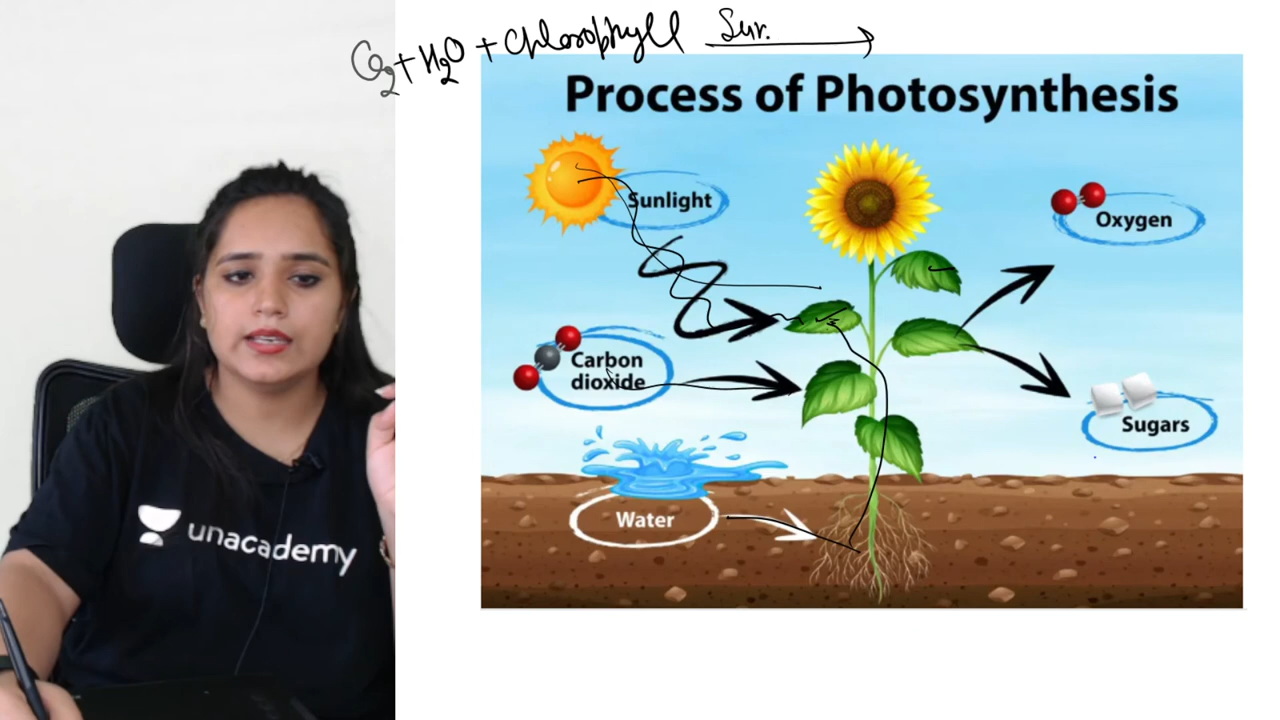 CO2 + H2O + Chlorophyll Sun.
Process of Photosynthesis
Sunlight
Oxygen
Carbon
dioxide
Sugars
Water
unacademy